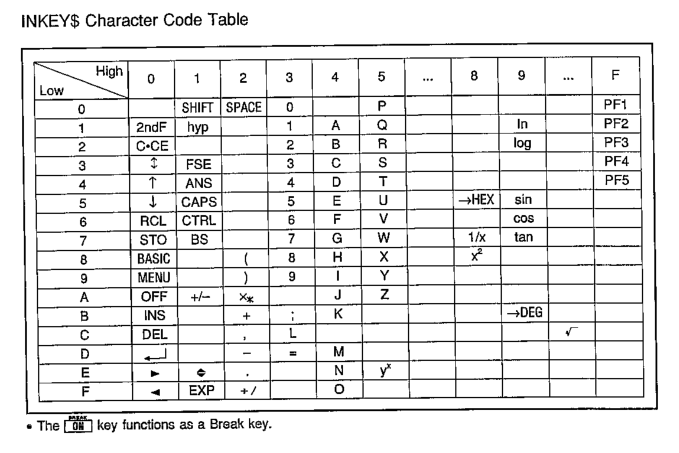 INKEY$ Character Code Table
High
Low 0 1 2 3 4 5 ... 8 9 ... F
0 SHIFT SPACE 0 P PF1
1 2ndF hyp 1 A Q ln PF2
2 C•CE 2 B R log PF3
3 ↕ FSE 3 C S PF4
4 ↑ ANS 4 D T PF5
5 ↓ CAPS 5 E U →HEX sin
6 RCL CTRL 6 F V cos
7 STO BS 7 G W 1/x tan
8 BASIC ( 8 H X x²
9 MENU ) 9 I Y
A OFF +/− ×* J Z
B INS + ; K →DEG
C DEL , L √
D ↵ − = M
E ► ◆ . N yˣ
F ◄ EXP +/ O
BREAK
• The ON key functions as a Break key.